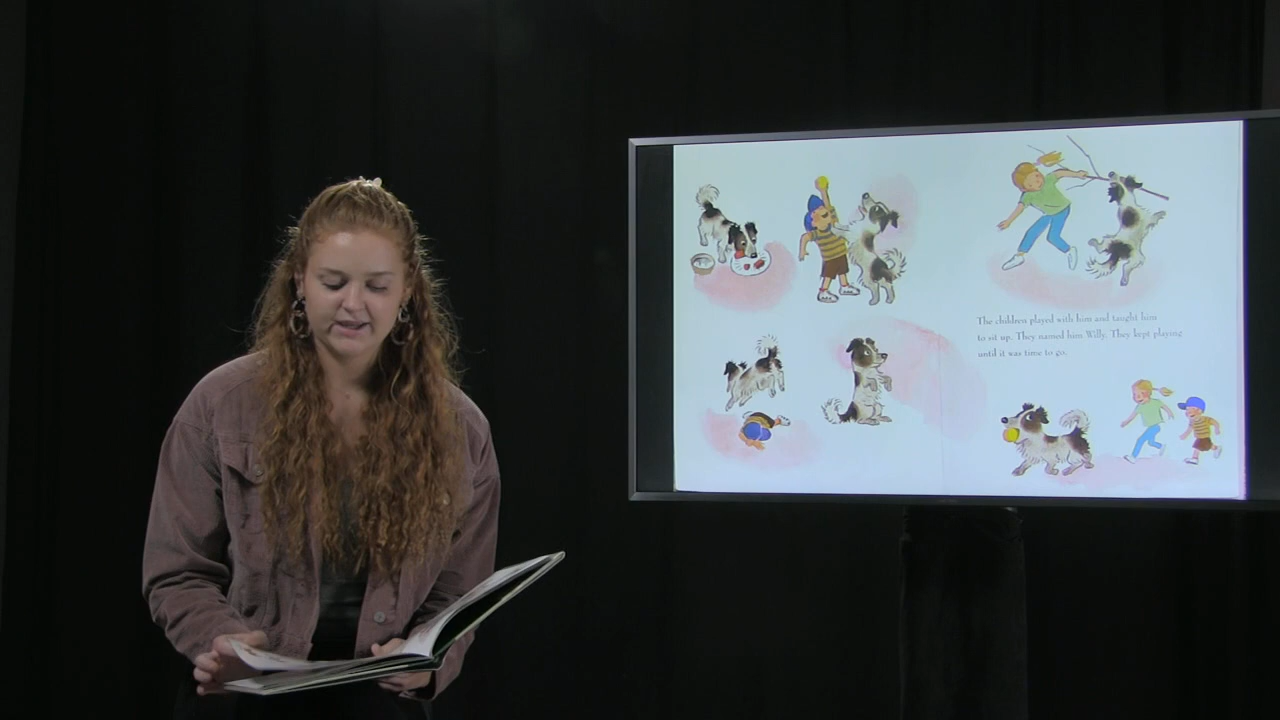 The children played with him and taught him
to sit up. They named him Willy. They kept playing
until it was time to go.